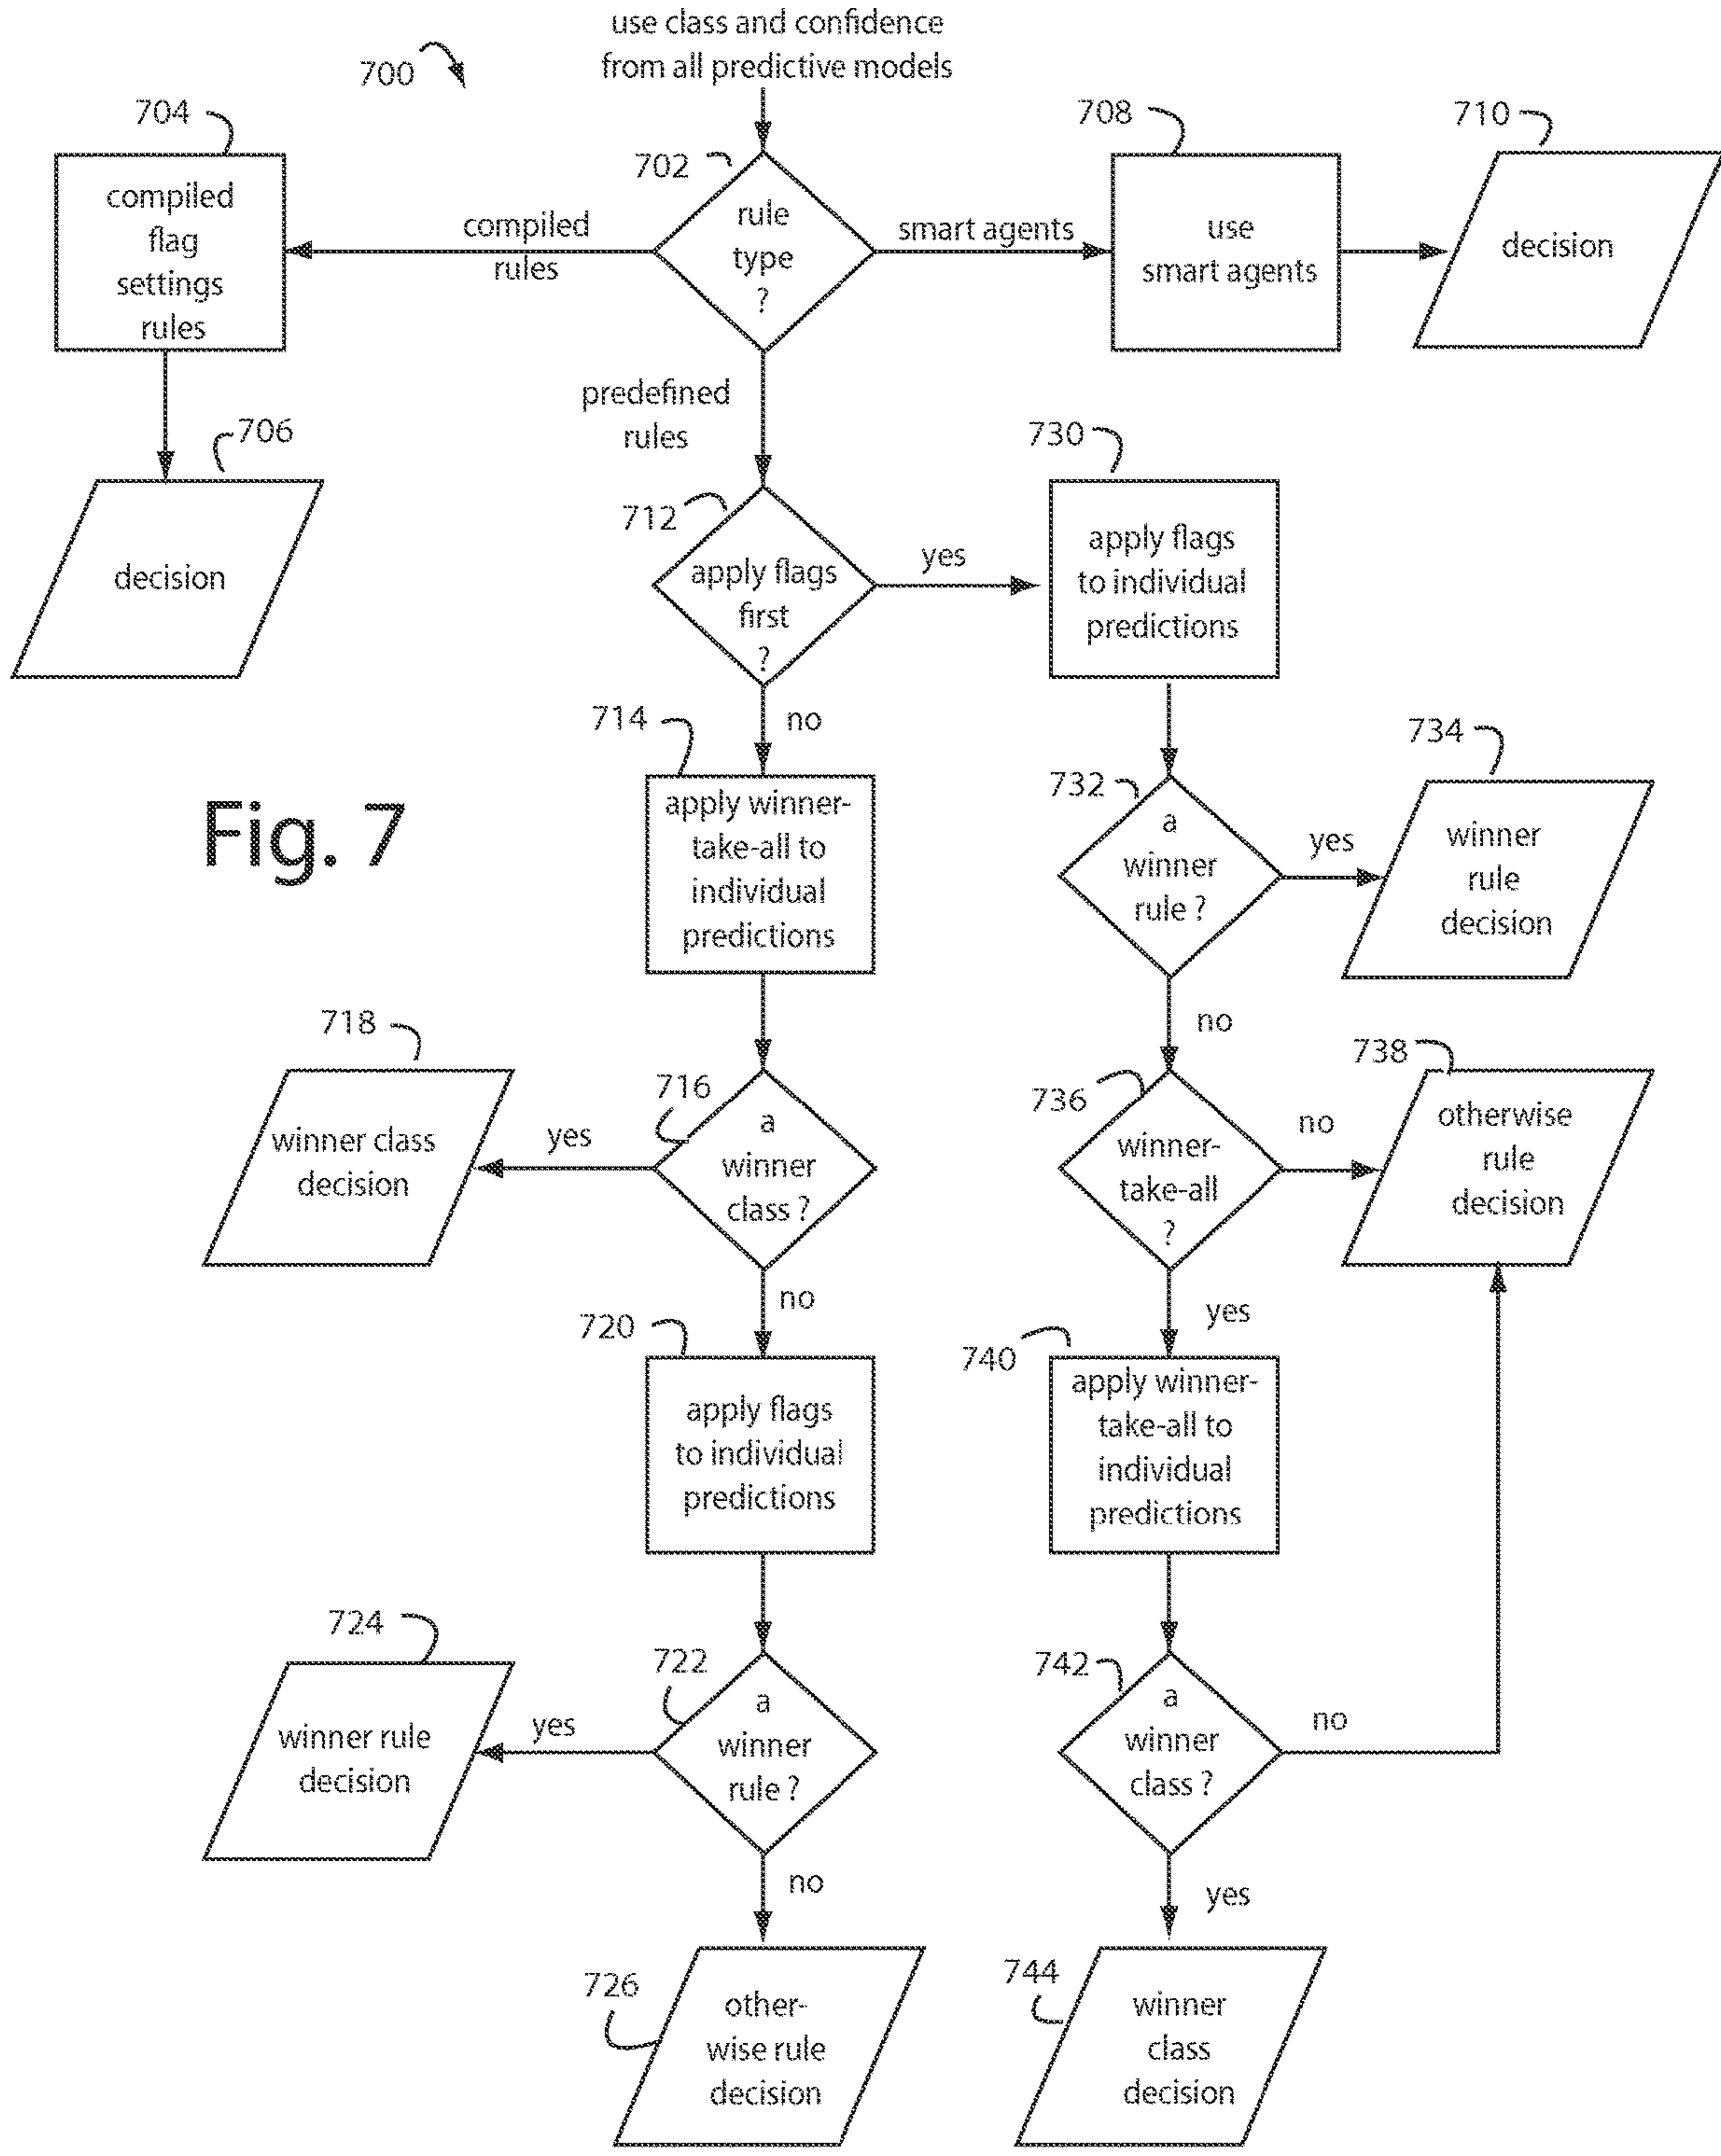 use class and confidence
from all predictive models
700
704
708
710
702
compiled
flag
settings
rules
compiled
rules
rule
type
?
smart agents
use
smart agents
decision
predefined
rules
706
730
712
decision
apply flags
first
?
yes
apply flags
to individual
predictions
714
no
734
732
Fig. 7
apply winner-
take-all to
individual
predictions
a
winner
rule ?
yes
winner
rule
decision
718
no
738
716
736
winner class
decision
yes
a
winner
class ?
winner-
take-all
?
no
otherwise
rule
decision
720
no
yes
740
apply flags
to individual
predictions
apply winner-
take-all to
individual
predictions
724
722
742
winner rule
decision
yes
a
winner
rule ?
a
winner
class ?
no
no
yes
726
744
other-
wise rule
decision
winner
class
decision